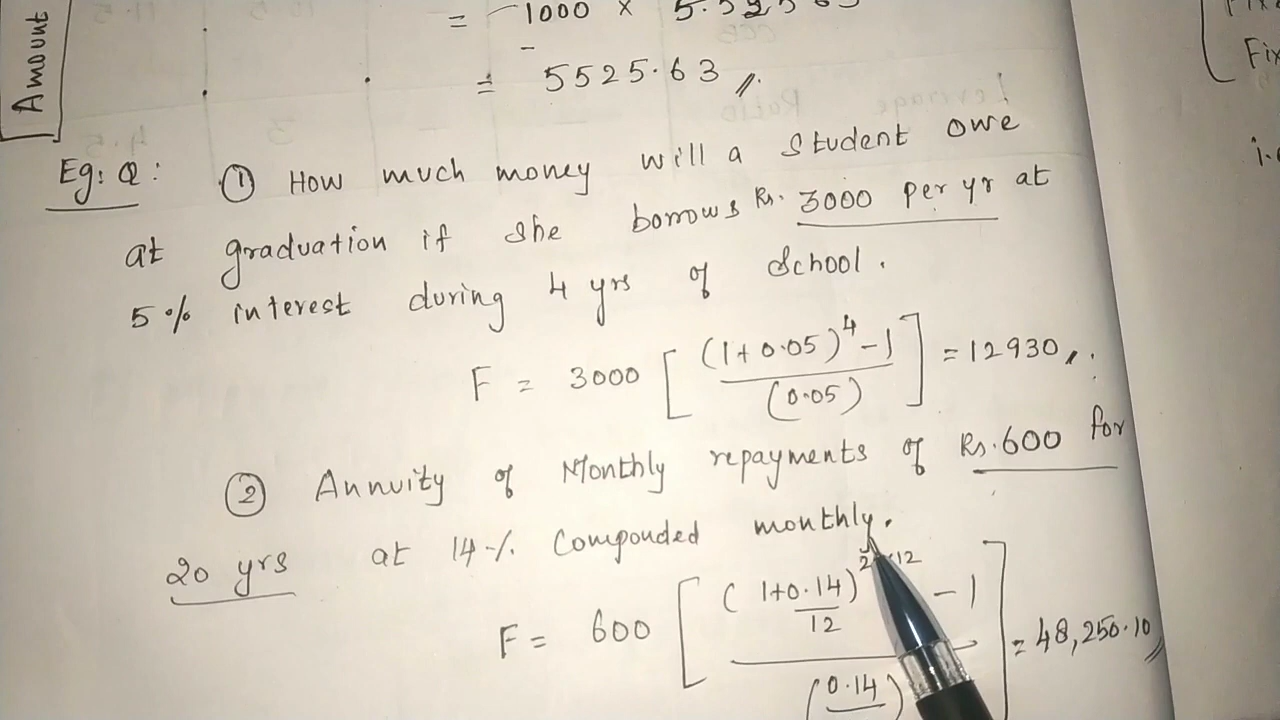 Amount
= 1000 ×
= 5525.63 //.
Eg: Q: ① How much money will a student owe
at graduation if she borrows Rs. 3000 per yr at
5% interest during 4 yrs of School.
F = 3000 [ (1+0.05)^4 - 1 / (0.05) ] = 12930 //.
② Annuity of Monthly repayments of Rs.600 for
20 yrs at 14% Compouded monthly.
F = 600 [ (1+0.14/12) ×12 - 1 / (0.14) ] = 48,250.10 //
Fix